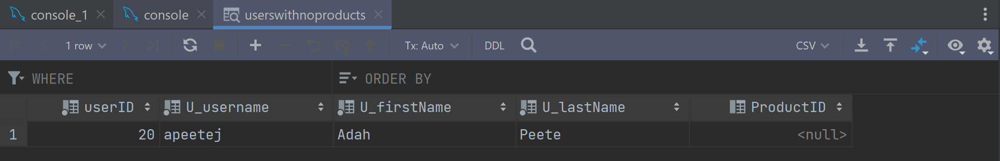 console_1 console userswithnoproducts
1 row Tx: Auto DDL CSV
WHERE ORDER BY
userID U_username U_firstName U_lastName ProductID
1 20 apeetej Adah Peete <null>